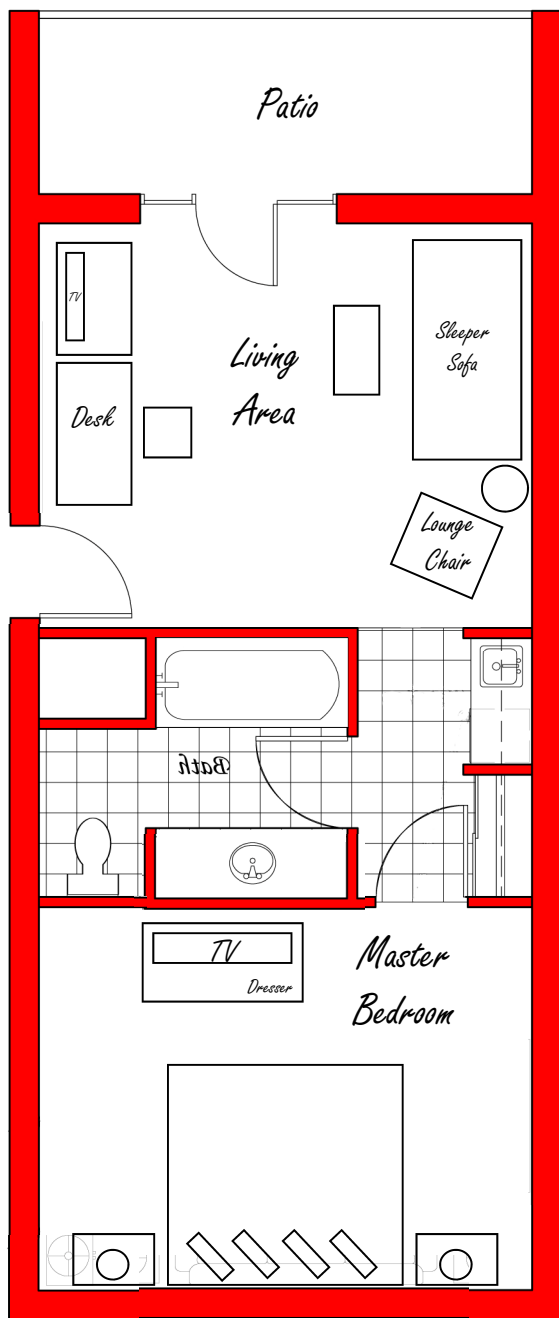 Patio
TV
Living
Area
Sleeper
Sofa
Desk
Lounge
Chair
Bath
TV
Dresser
Master
Bedroom